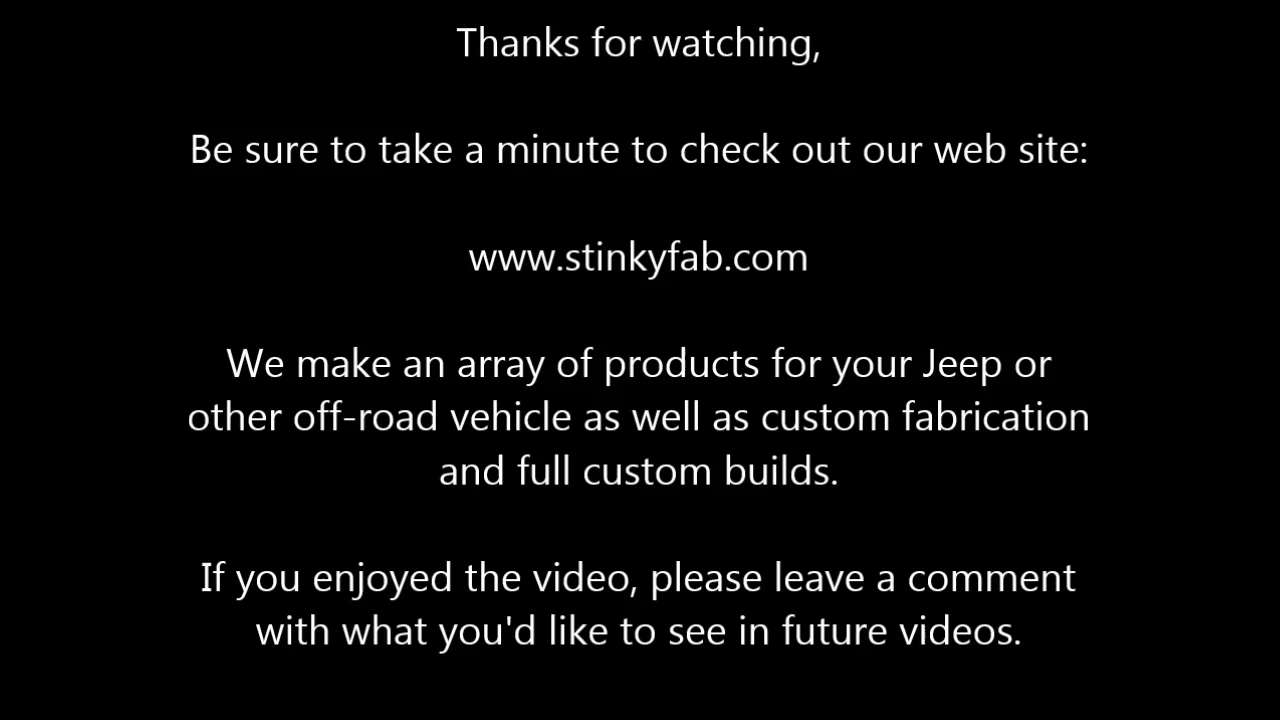 Thanks for watching,
Be sure to take a minute to check out our web site:
www.stinkyfab.com
We make an array of products for your Jeep or
other off-road vehicle as well as custom fabrication
and full custom builds.
If you enjoyed the video, please leave a comment
with what you'd like to see in future videos.